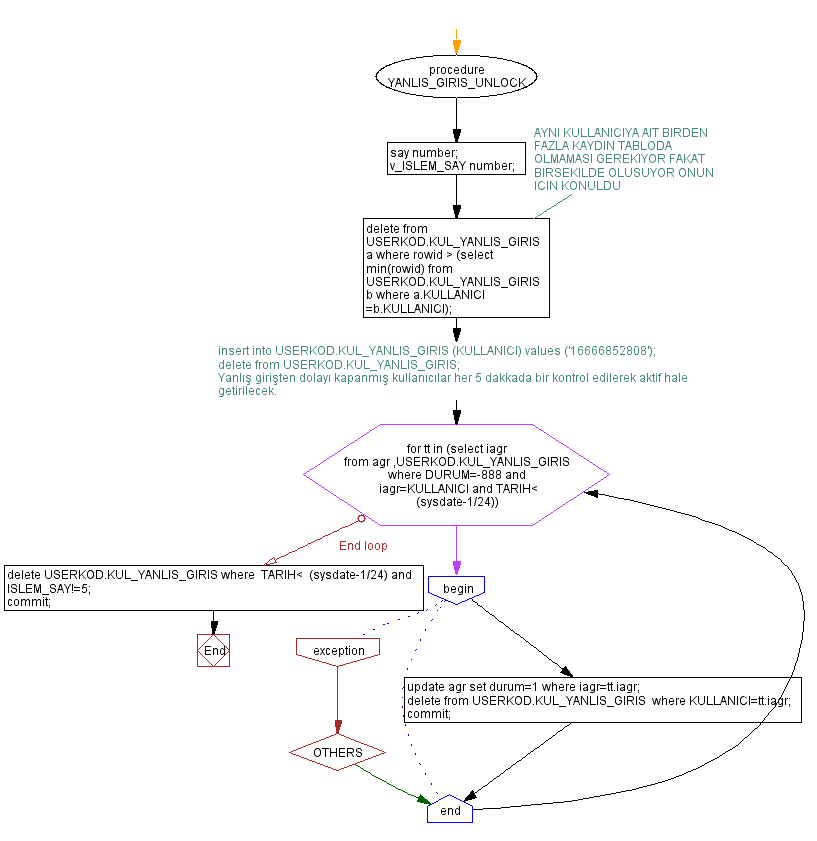 procedure
YANLIS_GIRIS_UNLOCK
AYNI KULLANICIYA AIT BIRDEN
FAZLA KAYDIN TABLODA
OLMAMASI GEREKIYOR FAKAT
BIRSEKILDE OLUSUYOR ONUN
ICIN KONULDU
say number;
v_ISLEM_SAY number;
delete from
USERKOD.KUL_YANLIS_GIRIS
a where rowid > (select
min(rowid) from
USERKOD.KUL_YANLIS_GIRIS
b where a.KULLANICI
=b.KULLANICI);
insert into USERKOD.KUL_YANLIS_GIRIS (KULLANICI) values ('16666852808');
delete from USERKOD.KUL_YANLIS_GIRIS;
Yanlış girişten dolayı kapanmış kullanıcılar her 5 dakkada bir kontrol edilerek aktif hale
getirilecek.
for tt in (select iagr
from agr ,USERKOD.KUL_YANLIS_GIRIS
where DURUM=-888 and
iagr=KULLANICI and TARIH<
(sysdate-1/24))
End loop
delete USERKOD.KUL_YANLIS_GIRIS where  TARIH<  (sysdate-1/24) and
ISLEM_SAY!=5;
commit;
begin
End
exception
update agr set durum=1 where iagr=tt.iagr;
delete from USERKOD.KUL_YANLIS_GIRIS  where KULLANICI=tt.iagr;
commit;
OTHERS
end